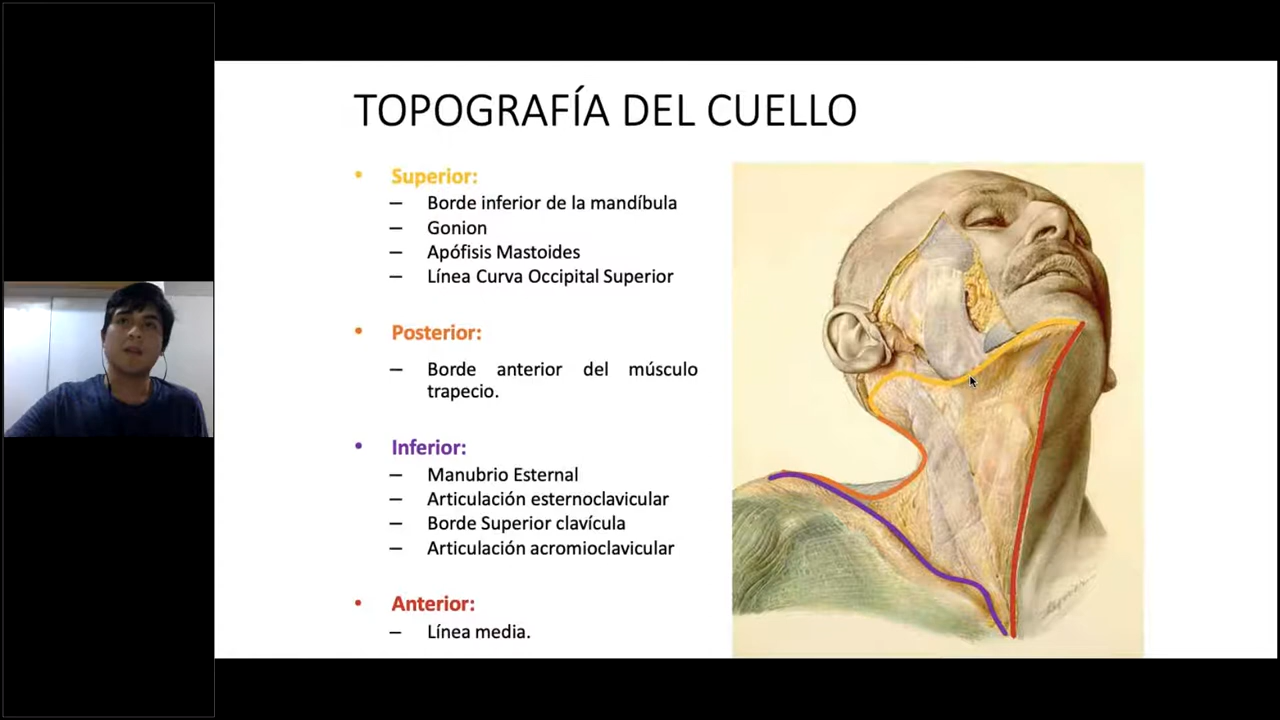 TOPOGRAFÍA DEL CUELLO
• Superior:
– Borde inferior de la mandíbula
– Gonion
– Apófisis Mastoides
– Línea Curva Occipital Superior
• Posterior:
– Borde anterior del músculo
trapecio.
• Inferior:
– Manubrio Esternal
– Articulación esternoclavicular
– Borde Superior clavícula
– Articulación acromioclavicular
• Anterior:
– Línea media.